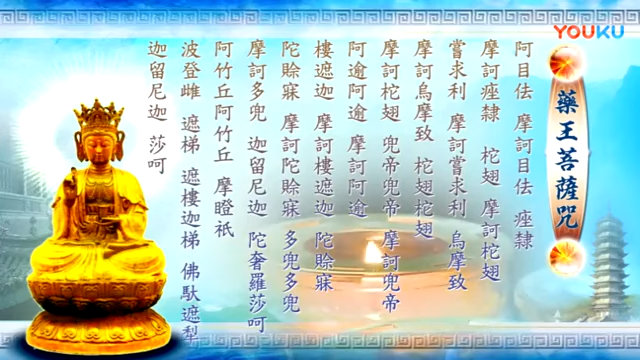 YOUKU
藥王菩薩咒
阿目佉 摩訶目佉 痤隸
摩訶痤隸 柁翅 摩訶柁翅
嘗求利 摩訶嘗求利 烏摩致
摩訶烏摩致 柁翅柁翅
摩訶柁翅 兜帝兜帝 摩訶兜帝
阿逾阿逾 摩訶阿逾
樓遮迦 摩訶樓遮迦 陀賒寐
陀賒寐 摩訶陀賒寐 多兜多兜
摩訶多兜 迦留尼迦 陀奢羅莎呵
阿竹丘阿竹丘 摩瞪祇
波登雌 遮梯 遮樓迦梯 佛馱遮犁
迦留尼迦 莎呵